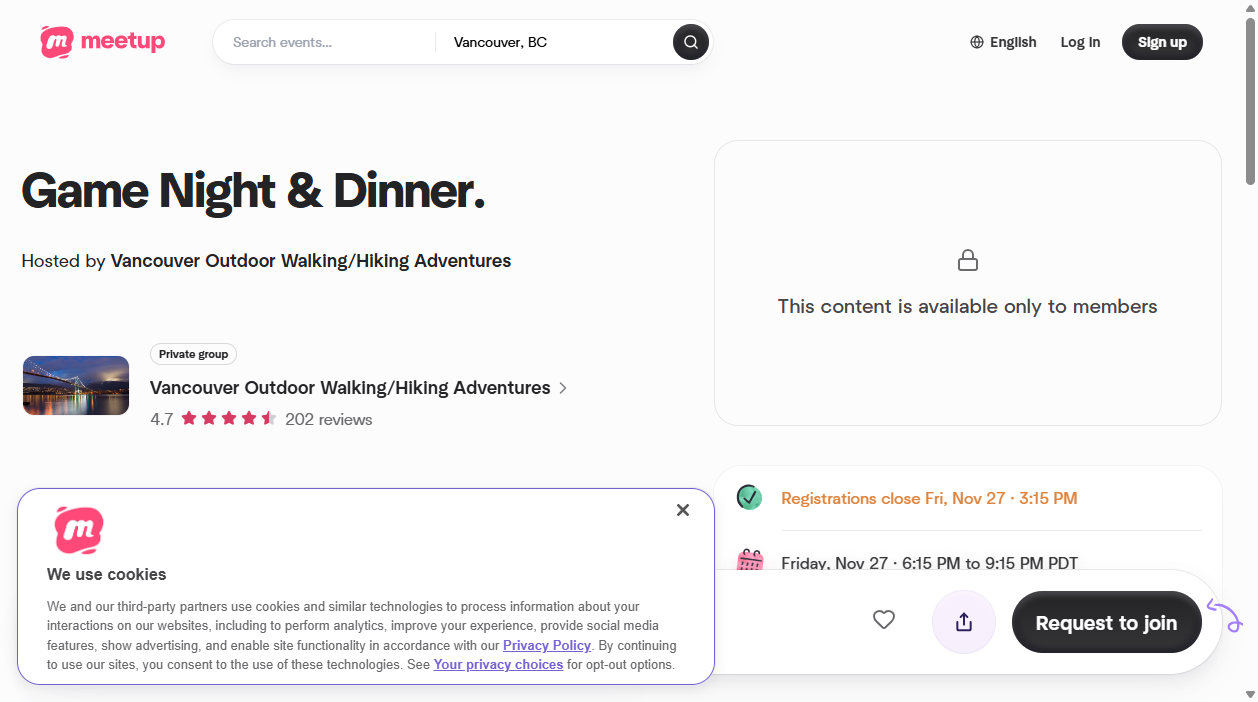 meetup
Search events...
Vancouver, BC
English
Log in
Sign up
Game Night & Dinner.
Hosted by Vancouver Outdoor Walking/Hiking Adventures
Private group
Vancouver Outdoor Walking/Hiking Adventures
4.7
202 reviews
This content is available only to members
Registrations close Fri, Nov 27 · 3:15 PM
Friday, Nov 27 · 6:15 PM to 9:15 PM PDT
Request to join
We use cookies
We and our third-party partners use cookies and similar technologies to process information about your
interactions on our websites, including to perform analytics, improve your experience, provide social media
features, show advertising, and enable site functionality in accordance with our Privacy Policy. By continuing
to use our sites, you consent to the use of these technologies. See Your privacy choices for opt-out options.